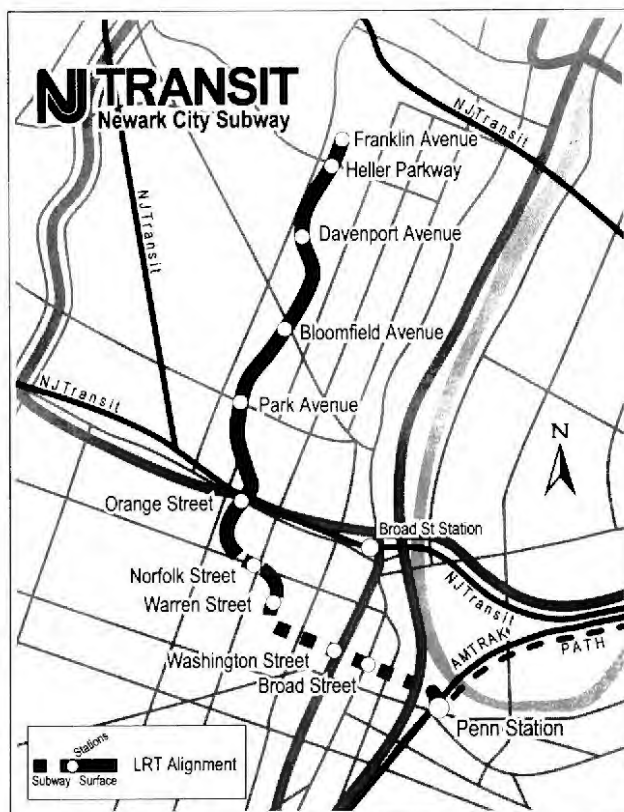 NJ TRANSIT
Newark City Subway
NJTransit
Franklin Avenue
Heller Parkway
NJTransit
Davenport Avenue
Bloomfield Avenue
NJTransit
Park Avenue
N
Orange Street
Broad St Station
Norfolk Street
NJTransit
Warren Street
AMTRAK
PATH
Washington Street
Broad Street
Penn Station
Stations
LRT Alignment
Subway Surface